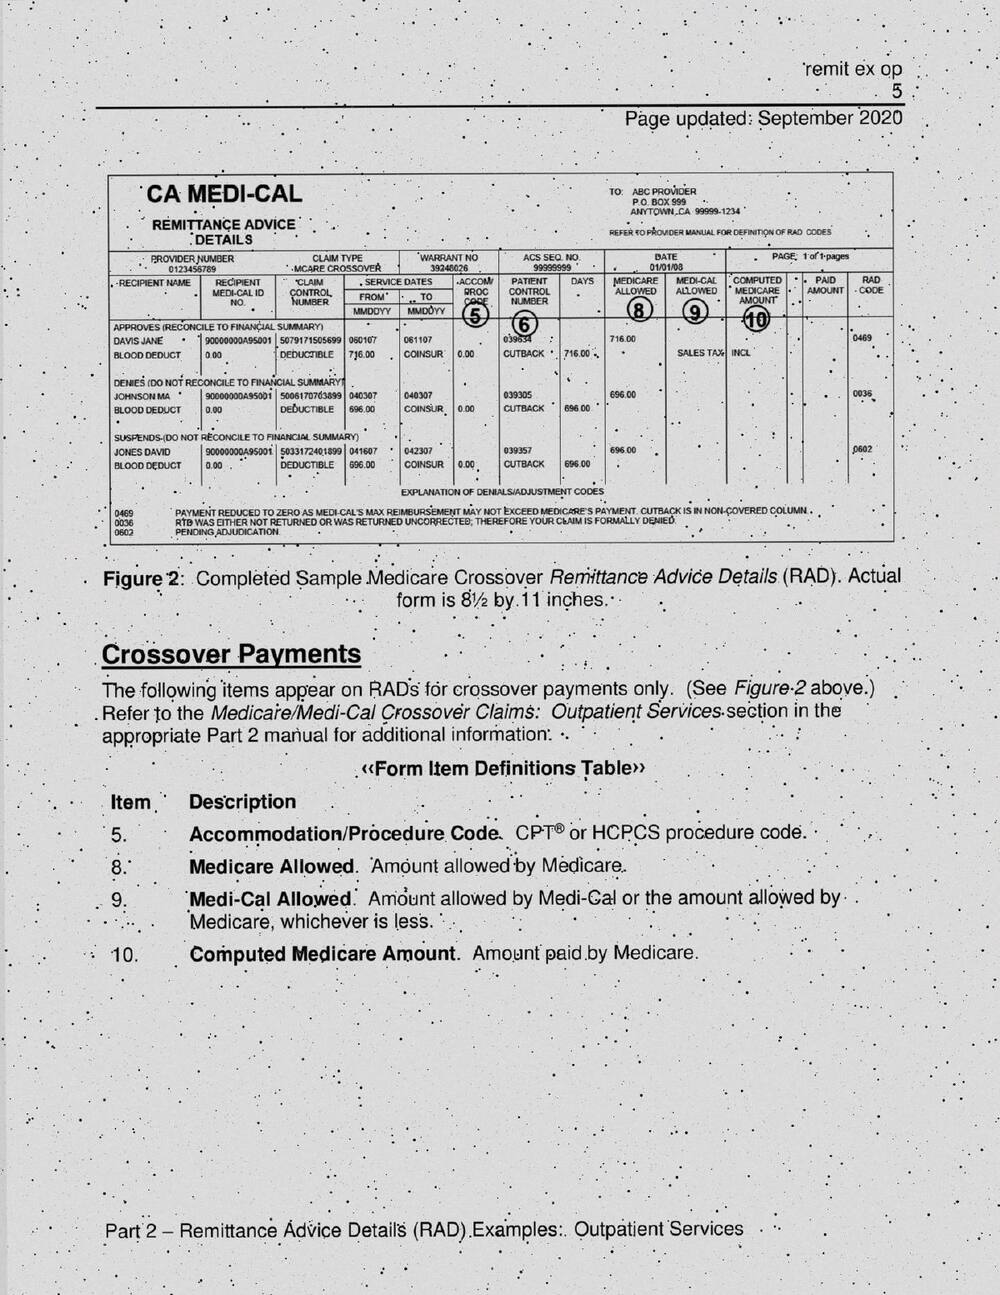 remit ex op
5
Page updated: September 2020
CA MEDI-CAL
REMITTANCE ADVICE
DETAILS
TO: ABC PROVIDER
P.O. BOX 999
ANYTOWN, CA 99999-1234
REFER TO PROVIDER MANUAL FOR DEFINITION OF RAD CODES
PROVIDER NUMBER CLAIM TYPE WARRANT NO ACS SEQ. NO. DATE PAGE 1 of 1 pages
0123456789 MCARE CROSSOVER 39248026 99999999 01/01/08
RECIPIENT NAME RECIPIENT MEDI-CAL ID NO. CLAIM CONTROL NUMBER SERVICE DATES FROM MMDDYY TO MMDDYY ACCOM/ PROC CODE PATIENT CONTROL NUMBER DAYS MEDICARE ALLOWED MEDI-CAL ALLOWED COMPUTED MEDICARE AMOUNT PAID AMOUNT RAD CODE
5 6 8 9 10
APPROVES (RECONCILE TO FINANCIAL SUMMARY)
DAVIS JANE 90000000A95001 5079171505699 060107 061107 039634 716.00 0469
BLOOD DEDUCT 0.00 DEDUCTIBLE 716.00 COINSUR 0.00 CUTBACK 716.00 SALES TAX INCL
DENIES (DO NOT RECONCILE TO FINANCIAL SUMMARY)
JOHNSON MA 90000000A95001 5006170763899 040307 040307 039305 696.00 0036
BLOOD DEDUCT 0.00 DEDUCTIBLE 696.00 COINSUR 0.00 CUTBACK 696.00
SUSPENDS (DO NOT RECONCILE TO FINANCIAL SUMMARY)
JONES DAVID 90000000A95001 5033172401899 041607 042307 039357 696.00 0602
BLOOD DEDUCT 0.00 DEDUCTIBLE 696.00 COINSUR 0.00 CUTBACK 696.00
EXPLANATION OF DENIALS/ADJUSTMENT CODES
0469 PAYMENT REDUCED TO ZERO AS MEDI-CAL'S MAX REIMBURSEMENT MAY NOT EXCEED MEDICARE'S PAYMENT. CUTBACK IS IN NON-COVERED COLUMN.
0036 RTD WAS EITHER NOT RETURNED OR WAS RETURNED UNCORRECTED; THEREFORE YOUR CLAIM IS FORMALLY DENIED.
0602 PENDING ADJUDICATION
Figure 2: Completed Sample Medicare Crossover Remittance Advice Details (RAD). Actual
form is 8½ by 11 inches.
Crossover Payments
The following items appear on RADs for crossover payments only. (See Figure 2 above.)
Refer to the Medicare/Medi-Cal Crossover Claims: Outpatient Services section in the
appropriate Part 2 manual for additional information.
‹‹Form Item Definitions Table››
Item Description
5. Accommodation/Procedure Code. CPT® or HCPCS procedure code.
8. Medicare Allowed. Amount allowed by Medicare.
9. Medi-Cal Allowed. Amount allowed by Medi-Cal or the amount allowed by
Medicare, whichever is less.
10. Computed Medicare Amount. Amount paid by Medicare.
Part 2 – Remittance Advice Details (RAD) Examples: Outpatient Services